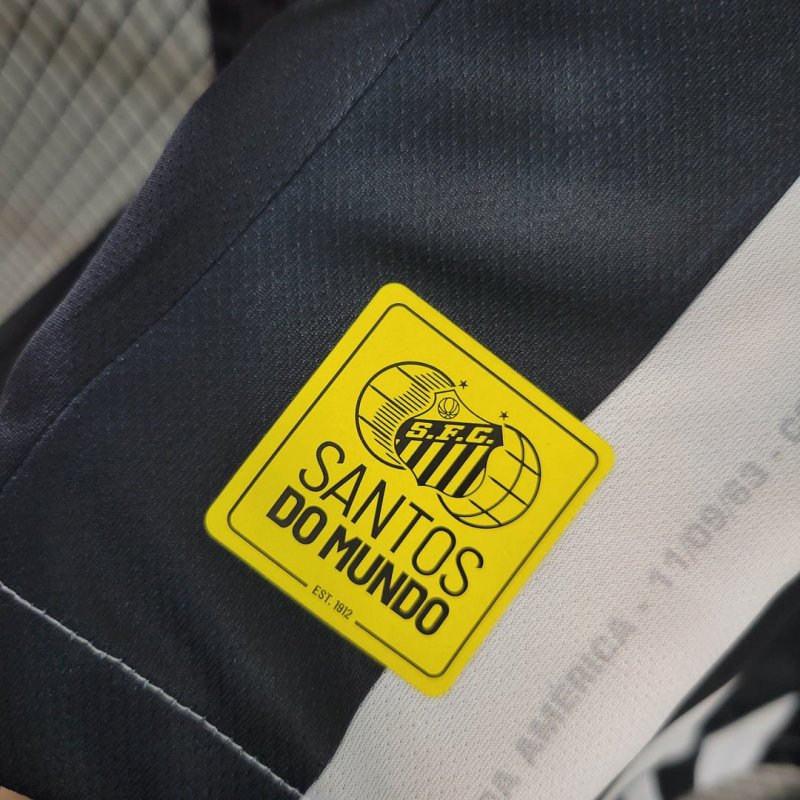 S.F.C.
SANTOS
DO MUNDO
EST. 1912
AMERICA - 11/09/63 -